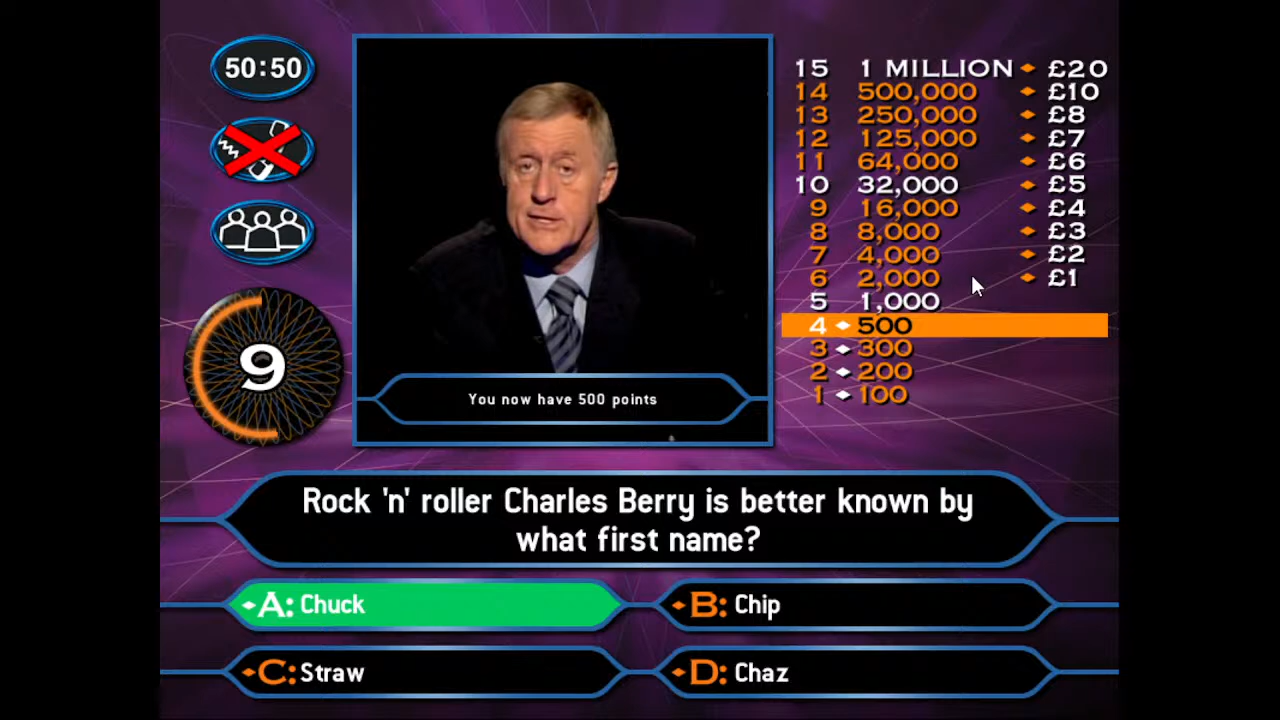 50:50
15 1 MILLION £20
14 500,000 £10
13 250,000 £8
12 125,000 £7
11 64,000 £6
10 32,000 £5
9 16,000 £4
8 8,000 £3
7 4,000 £2
6 2,000 £1
5 1,000
4 500
3 300
2 200
1 100
9
You now have 500 points
Rock 'n' roller Charles Berry is better known by
what first name?
A: Chuck
B: Chip
C: Straw
D: Chaz